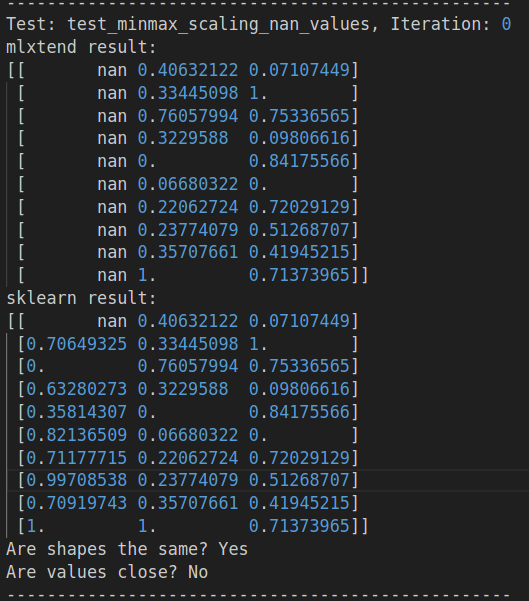 --------------------------------------------------
Test: test_minmax_scaling_nan_values, Iteration: 0
mlxtend result:
[[       nan 0.40632122 0.07107449]
 [       nan 0.33445098 1.        ]
 [       nan 0.76057994 0.75336565]
 [       nan 0.3229588  0.09806616]
 [       nan 0.         0.84175566]
 [       nan 0.06680322 0.        ]
 [       nan 0.22062724 0.72029129]
 [       nan 0.23774079 0.51268707]
 [       nan 0.35707661 0.41945215]
 [       nan 1.         0.71373965]]
sklearn result:
[[       nan 0.40632122 0.07107449]
 [0.70649325 0.33445098 1.        ]
 [0.         0.76057994 0.75336565]
 [0.63280273 0.3229588  0.09806616]
 [0.35814307 0.         0.84175566]
 [0.82136509 0.06680322 0.        ]
 [0.71177715 0.22062724 0.72029129]
 [0.99708538 0.23774079 0.51268707]
 [0.70919743 0.35707661 0.41945215]
 [1.         1.         0.71373965]]
Are shapes the same? Yes
Are values close? No
--------------------------------------------------